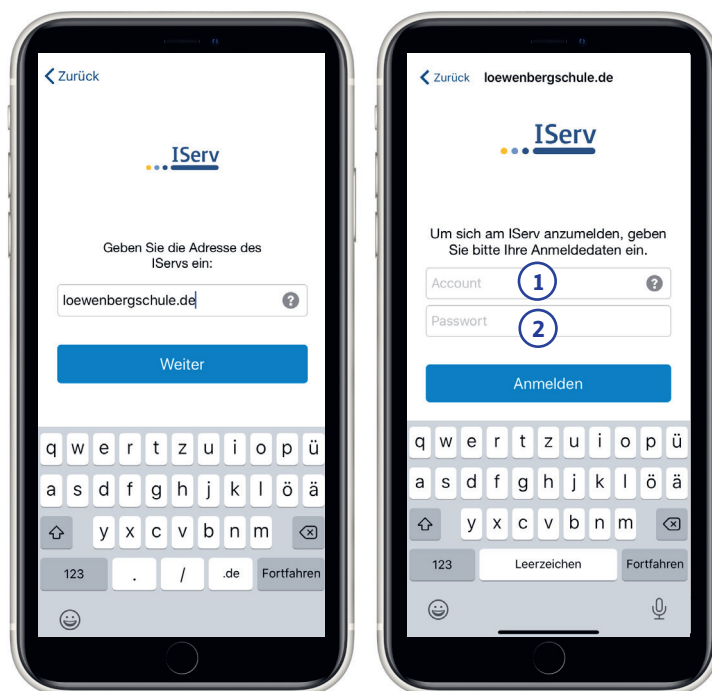 Zurück
IServ
Geben Sie die Adresse des
IServs ein:
loewenbergschule.de
?
Weiter
q w e r t z u i o p ü
a s d f g h j k l ö ä
y x c v b n m
123 . / .de Fortfahren
Zurück loewenbergschule.de
IServ
Um sich am IServ anzumelden, geben
Sie bitte Ihre Anmeldedaten ein.
Account 1 ?
Passwort 2
Anmelden
q w e r t z u i o p ü
a s d f g h j k l ö ä
y x c v b n m
123 Leerzeichen Fortfahren